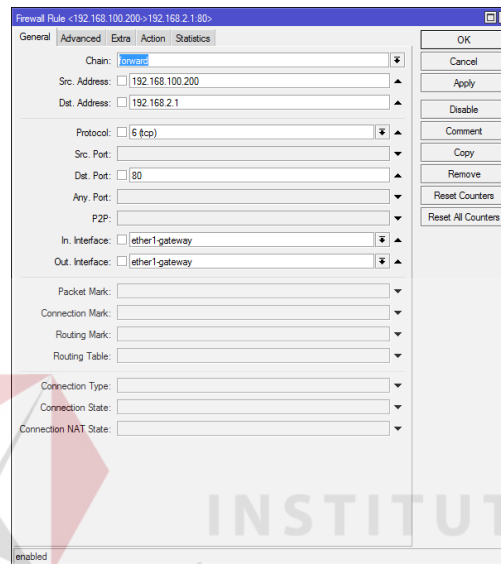 Firewall Rule <192.168.100.200->192.168.2.1:80>
General Advanced Extra Action Statistics
OK
Chain: forward
Cancel
Src. Address: 192.168.100.200
Apply
Dst. Address: 192.168.2.1
Disable
Protocol: 6 (tcp)
Comment
Src. Port:
Copy
Dst. Port: 80
Remove
Any. Port:
Reset Counters
P2P:
Reset All Counters
In. Interface: ether1-gateway
Out. Interface: ether1-gateway
Packet Mark:
Connection Mark:
Routing Mark:
Routing Table:
Connection Type:
Connection State:
Connection NAT State:
INSTITUT
enabled